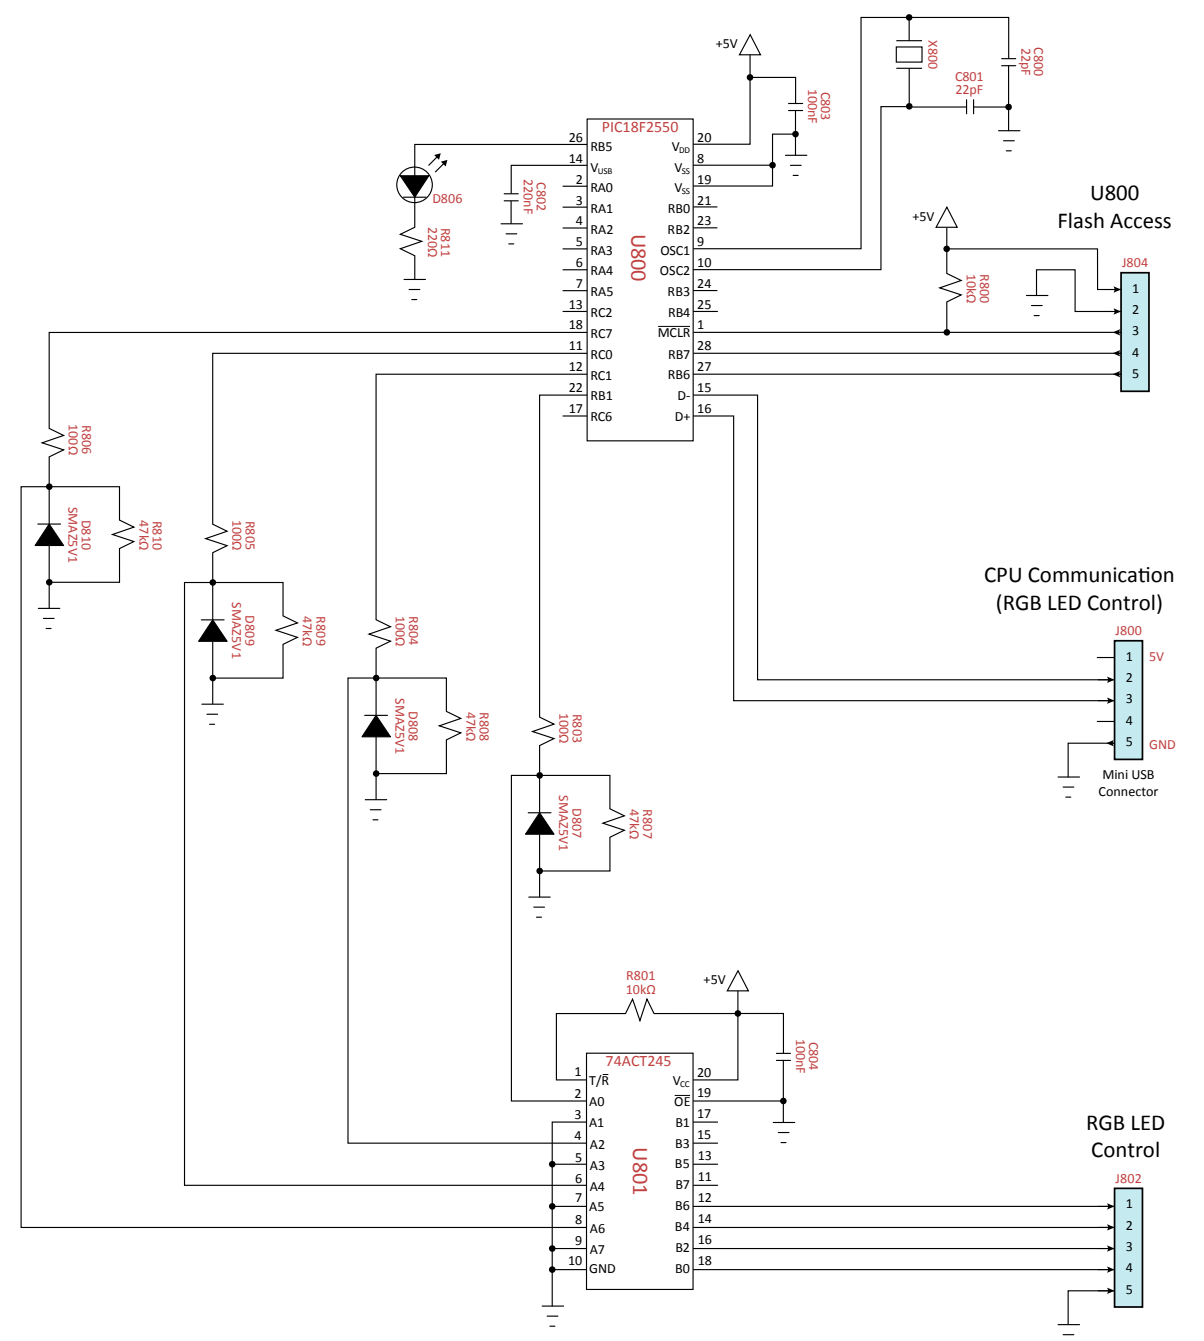 +5V
C803
100nF
X800
C800
22pF
C801
22pF
PIC18F2550
U800
26 RB5
14 VUSB
2 RA0
3 RA1
4 RA2
5 RA3
6 RA4
7 RA5
13 RC2
18 RC7
11 RC0
12 RC1
22 RB1
17 RC6
VDD 20
VSS 8
VSS 19
RB0 21
RB2 23
OSC1 9
OSC2 10
RB3 24
RB4 25
MCLR 1
RB7 28
RB6 27
D- 15
D+ 16
D806
R811
220Ω
C802
220nF
U800
Flash Access
+5V
R800
10kΩ
J804
1
2
3
4
5
R806
100Ω
D810
SMAZ5V1
R810
47kΩ
R805
100Ω
D809
SMAZ5V1
R809
47kΩ
R804
100Ω
D808
SMAZ5V1
R808
47kΩ
R803
100Ω
D807
SMAZ5V1
R807
47kΩ
CPU Communication
(RGB LED Control)
J800
1 5V
2
3
4
5 GND
Mini USB
Connector
R801
10kΩ
+5V
C804
100nF
74ACT245
U801
1 T/R
2 A0
3 A1
4 A2
5 A3
6 A4
7 A5
8 A6
9 A7
10 GND
VCC 20
OE 19
B1 17
B3 15
B5 13
B7 11
B6 12
B4 14
B2 16
B0 18
RGB LED
Control
J802
1
2
3
4
5